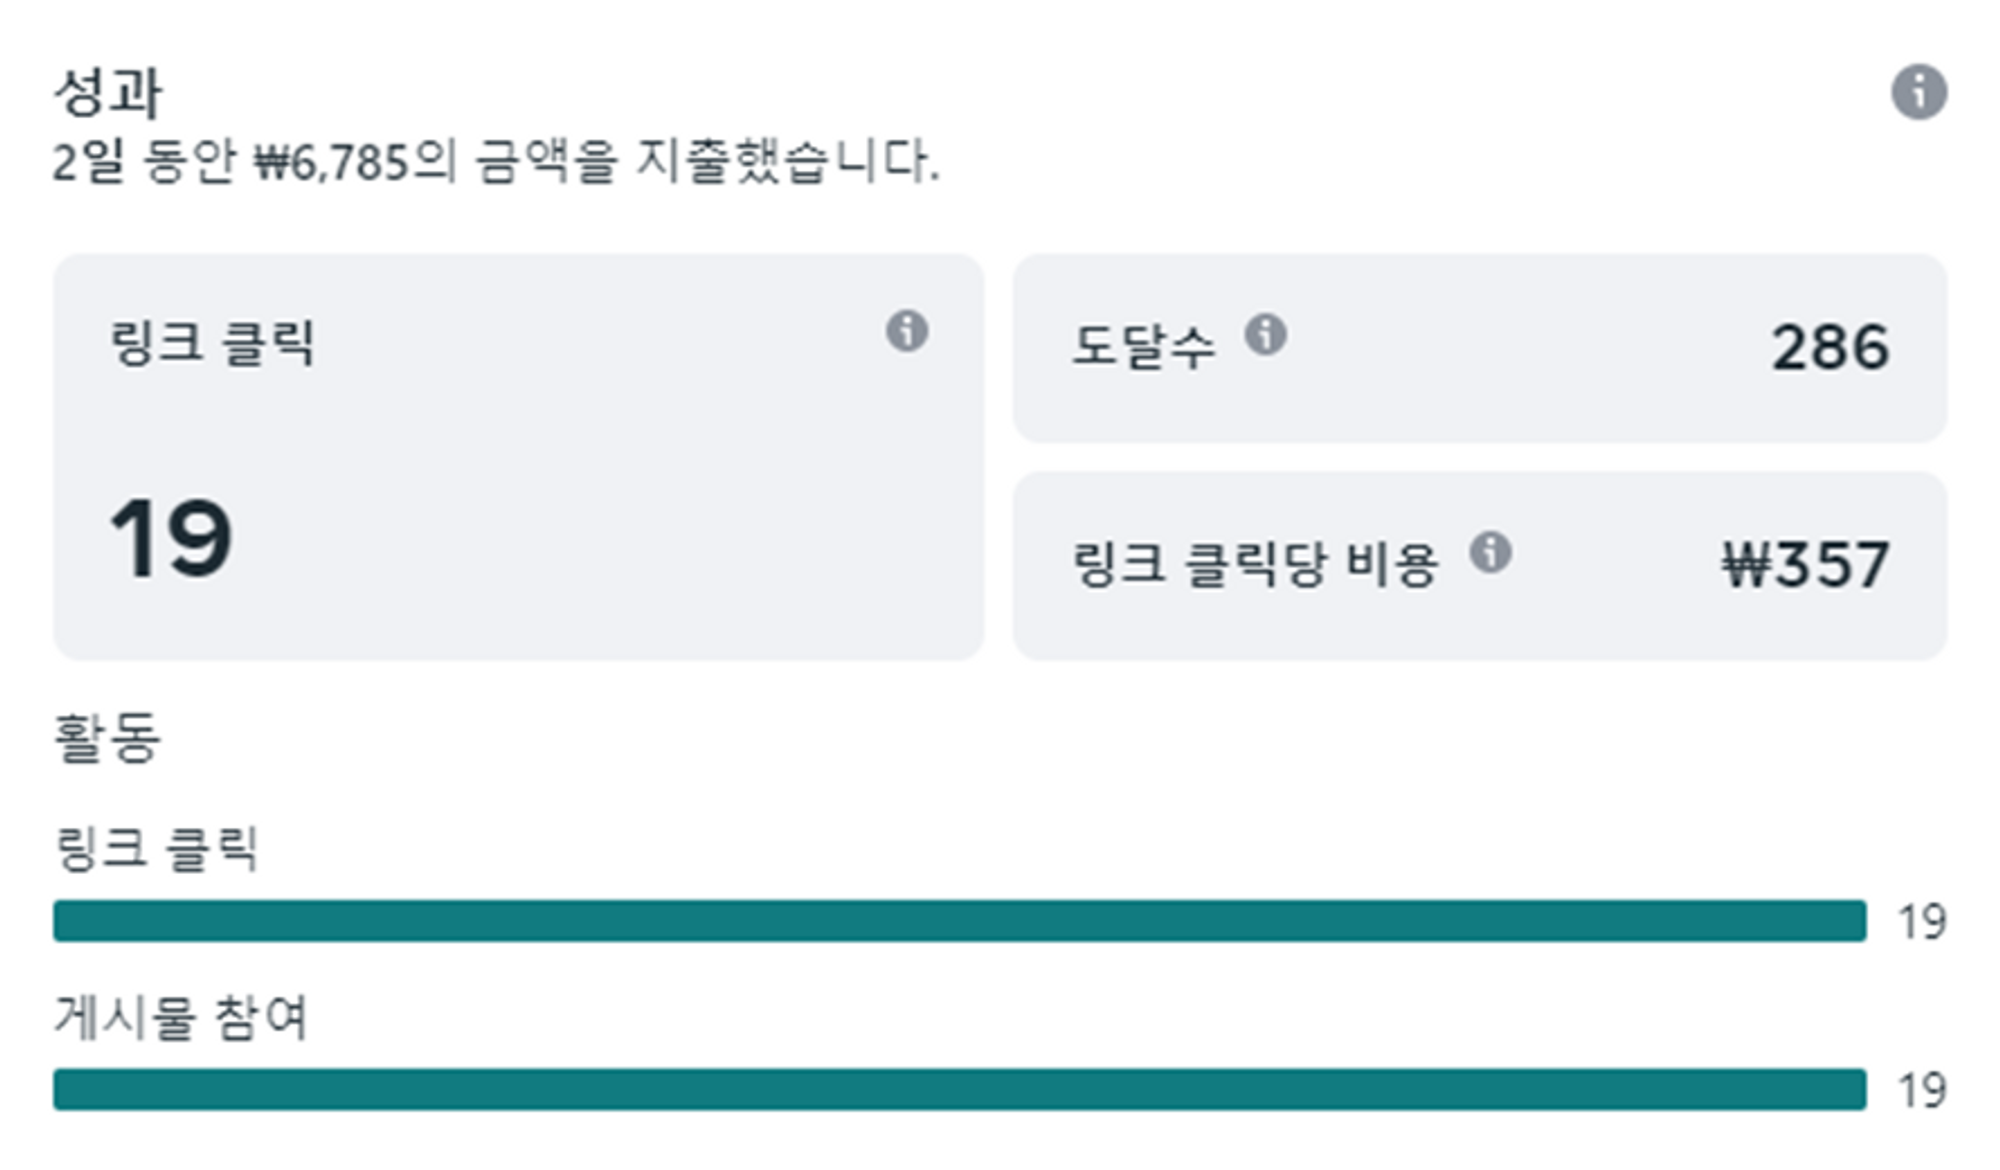 성과
2일 동안 ₩6,785의 금액을 지출했습니다.
링크 클릭
19
도달수 286
링크 클릭당 비용 ₩357
활동
링크 클릭
19
게시물 참여
19